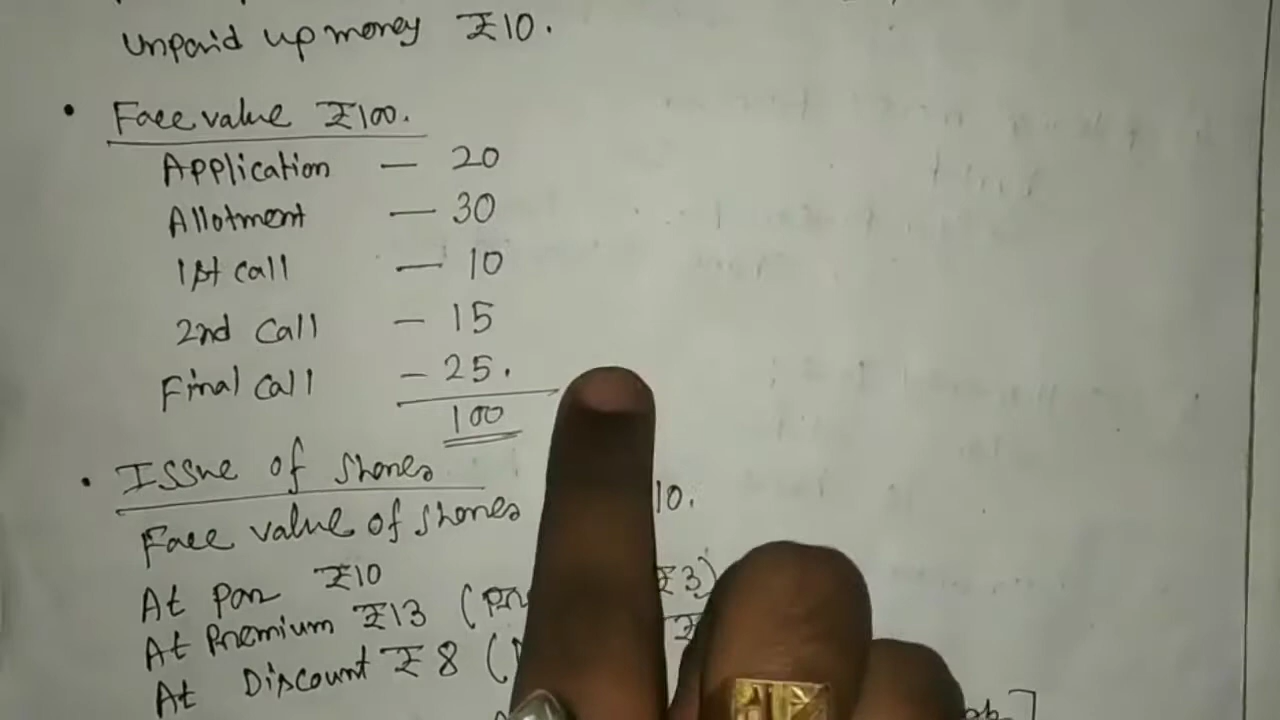 Unpaid up money ₹10.
• Face value ₹100.
Application — 20
Allotment — 30
1st call — 10
2nd call — 15
Final call — 25.
100
• Issue of shares
Face value of shares 10.
At par ₹10
At Premium ₹13 ( ₹3)
At Discount ₹8 ( ₹